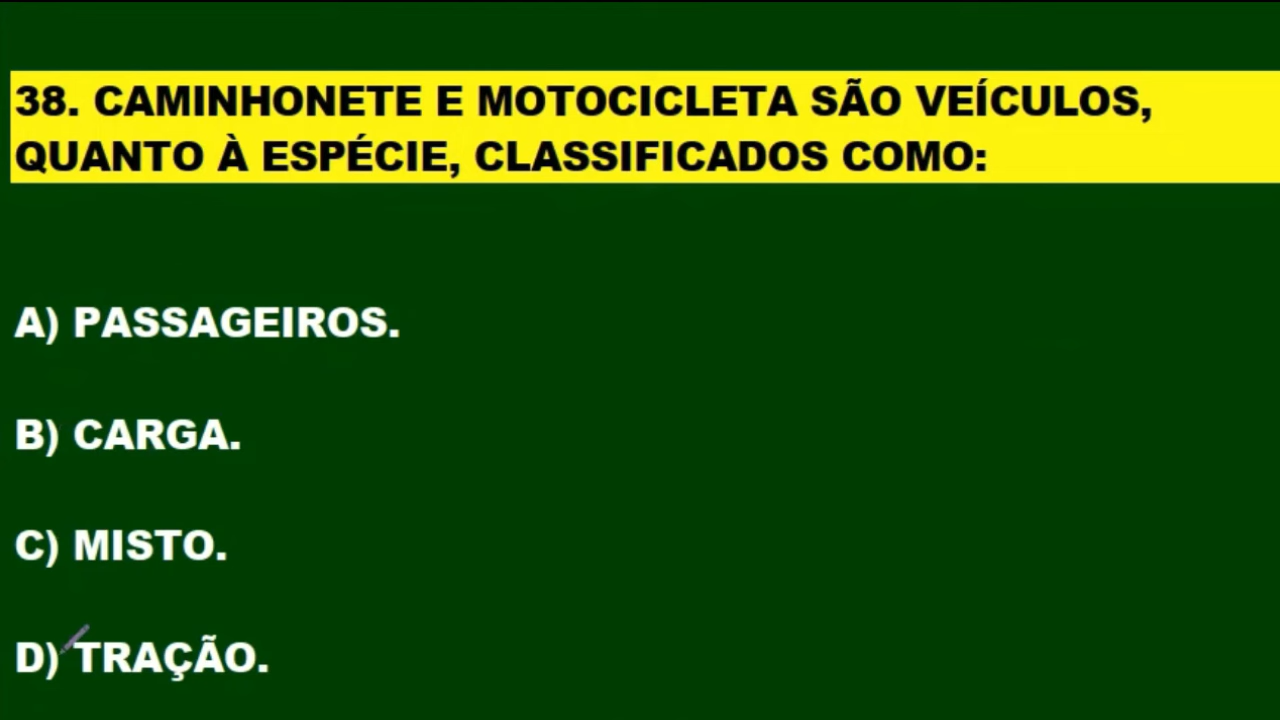 38. CAMINHONETE E MOTOCICLETA SÃO VEÍCULOS,
QUANTO À ESPÉCIE, CLASSIFICADOS COMO:
A) PASSAGEIROS.
B) CARGA.
C) MISTO.
D) TRAÇÃO.